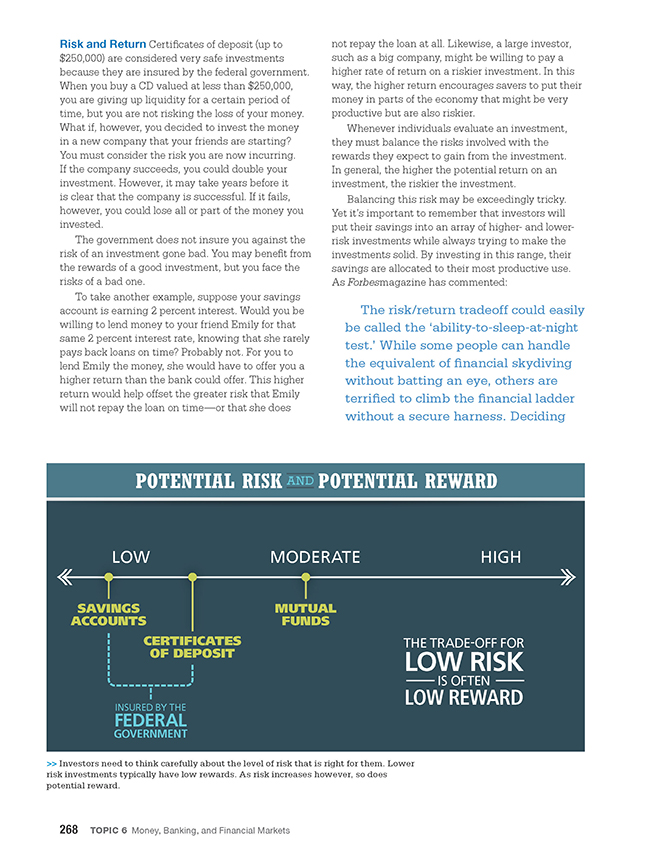 Risk and Return Certificates of deposit (up to
$250,000) are considered very safe investments
because they are insured by the federal government.
When you buy a CD valued at less than $250,000,
you are giving up liquidity for a certain period of
time, but you are not risking the loss of your money.
What if, however, you decided to invest the money
in a new company that your friends are starting?
You must consider the risk you are now incurring.
If the company succeeds, you could double your
investment. However, it may take years before it
is clear that the company is successful. If it fails,
however, you could lose all or part of the money you
invested.
The government does not insure you against the
risk of an investment gone bad. You may benefit from
the rewards of a good investment, but you face the
risks of a bad one.
To take another example, suppose your savings
account is earning 2 percent interest. Would you be
willing to lend money to your friend Emily for that
same 2 percent interest rate, knowing that she rarely
pays back loans on time? Probably not. For you to
lend Emily the money, she would have to offer you a
higher return than the bank could offer. This higher
return would help offset the greater risk that Emily
will not repay the loan on time—or that she does
not repay the loan at all. Likewise, a large investor,
such as a big company, might be willing to pay a
higher rate of return on a riskier investment. In this
way, the higher return encourages savers to put their
money in parts of the economy that might be very
productive but are also riskier.
Whenever individuals evaluate an investment,
they must balance the risks involved with the
rewards they expect to gain from the investment.
In general, the higher the potential return on an
investment, the riskier the investment.
Balancing this risk may be exceedingly tricky.
Yet it's important to remember that investors will
put their savings into an array of higher- and lower-
risk investments while always trying to make the
investments solid. By investing in this range, their
savings are allocated to their most productive use.
As Forbesmagazine has commented:
The risk/return tradeoff could easily
be called the ‘ability-to-sleep-at-night
test.’ While some people can handle
the equivalent of financial skydiving
without batting an eye, others are
terrified to climb the financial ladder
without a secure harness. Deciding
POTENTIAL RISK AND POTENTIAL REWARD
LOW MODERATE HIGH
SAVINGS
ACCOUNTS
CERTIFICATES
OF DEPOSIT
MUTUAL
FUNDS
INSURED BY THE
FEDERAL
GOVERNMENT
THE TRADE-OFF FOR
LOW RISK
IS OFTEN
LOW REWARD
>> Investors need to think carefully about the level of risk that is right for them. Lower
risk investments typically have low rewards. As risk increases however, so does
potential reward.
268 TOPIC 6 Money, Banking, and Financial Markets